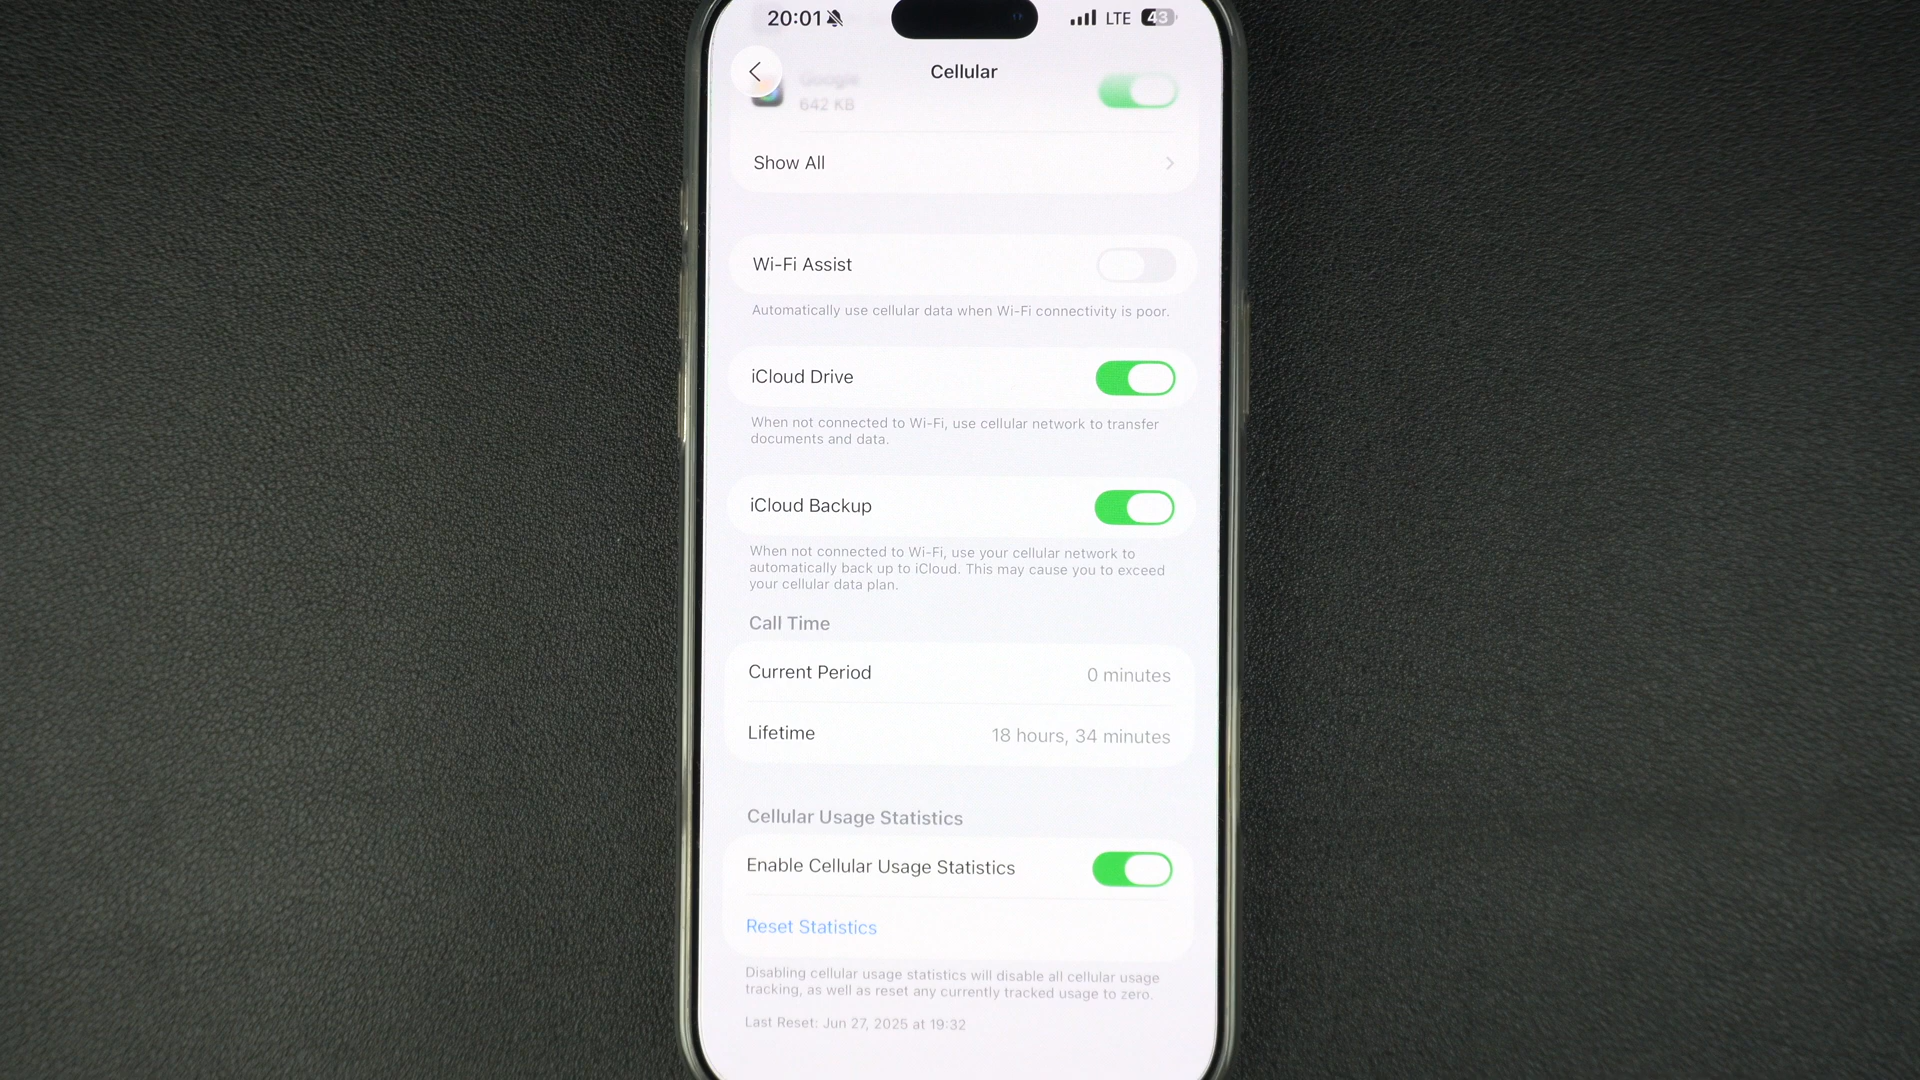 20:01 LTE 43
Cellular
Google
642 KB
Show All
Wi-Fi Assist
Automatically use cellular data when Wi-Fi connectivity is poor.
iCloud Drive
When not connected to Wi-Fi, use cellular network to transfer
documents and data.
iCloud Backup
When not connected to Wi-Fi, use your cellular network to
automatically back up to iCloud. This may cause you to exceed
your cellular data plan.
Call Time
Current Period 0 minutes
Lifetime 18 hours, 34 minutes
Cellular Usage Statistics
Enable Cellular Usage Statistics
Reset Statistics
Disabling cellular usage statistics will disable all cellular usage
tracking, as well as reset any currently tracked usage to zero.
Last Reset: Jun 27, 2025 at 19:32